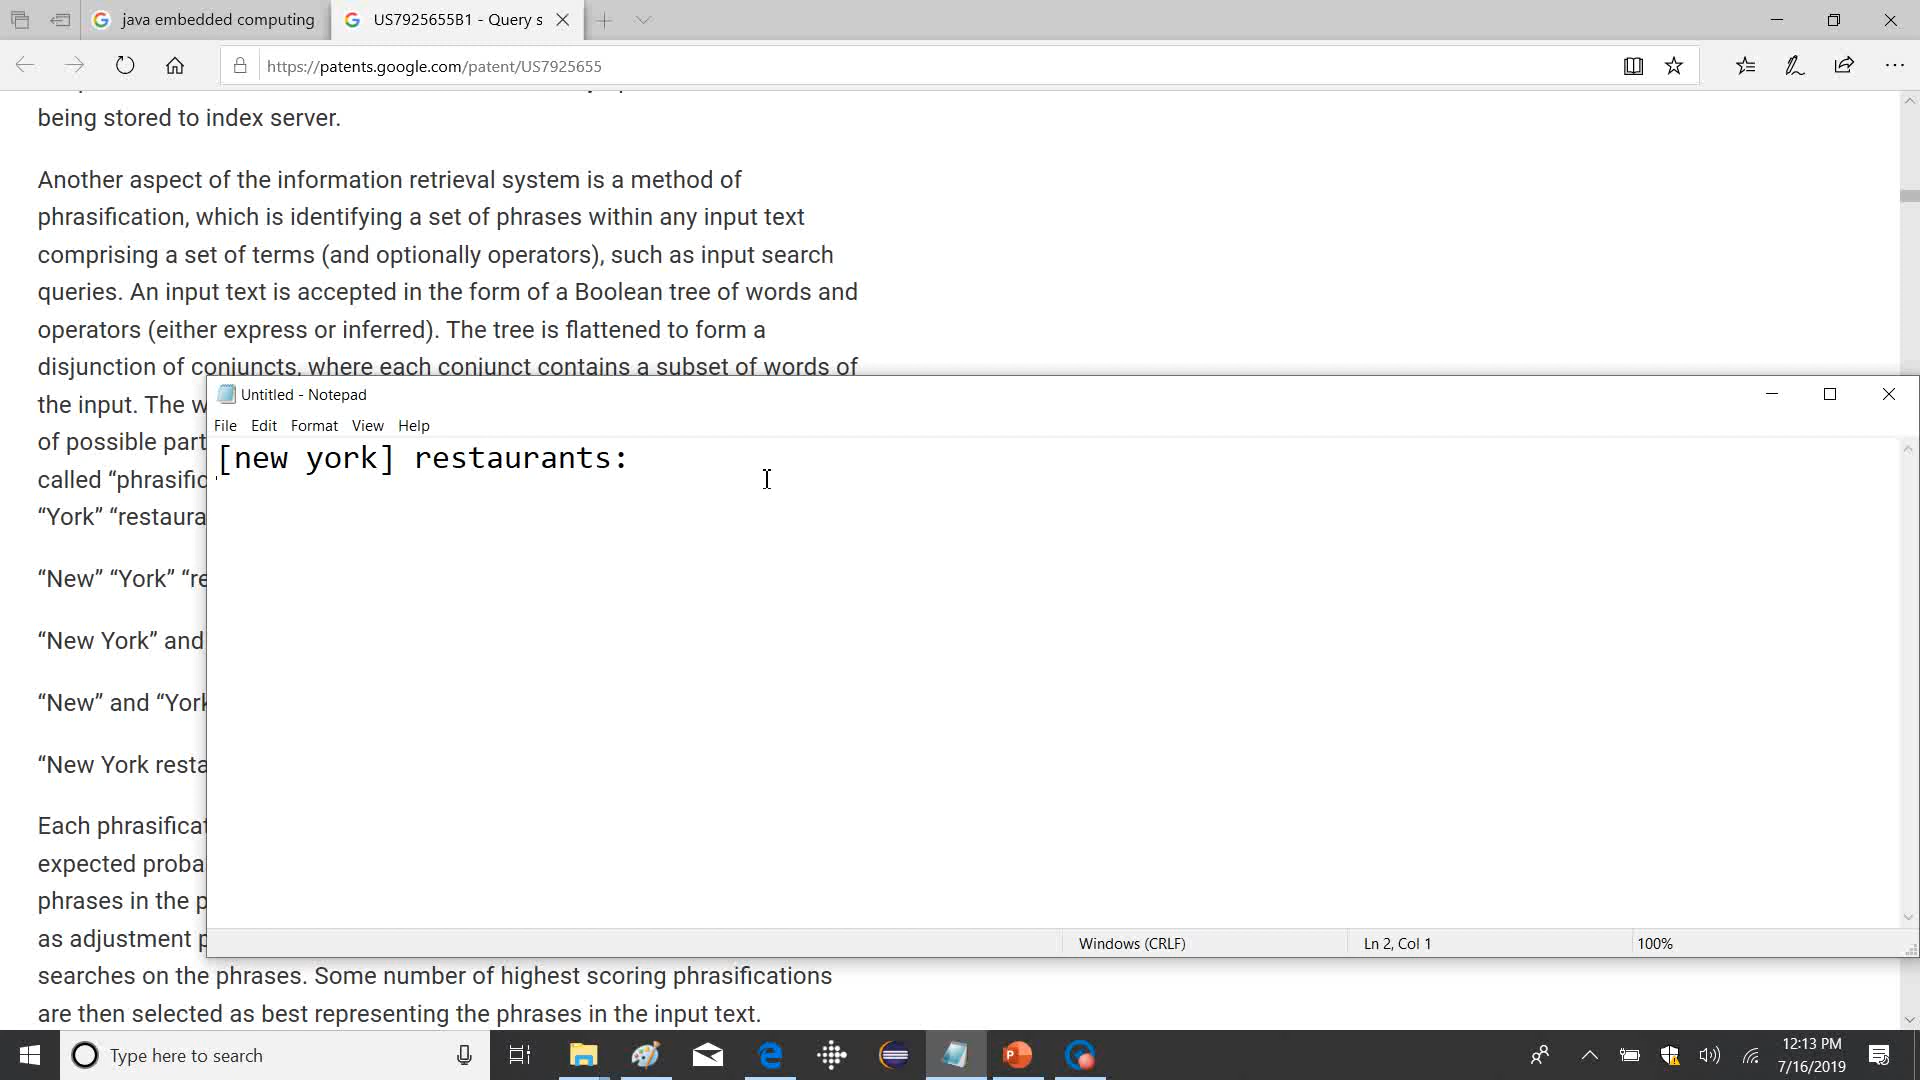 java embedded computing
US7925655B1 - Query s
https://patents.google.com/patent/US7925655
being stored to index server.
Another aspect of the information retrieval system is a method of
phrasification, which is identifying a set of phrases within any input text
comprising a set of terms (and optionally operators), such as input search
queries. An input text is accepted in the form of a Boolean tree of words and
operators (either express or inferred). The tree is flattened to form a
disjunction of conjuncts, where each conjunct contains a subset of words of
the input. The w
of possible part
called “phrasific
“York” “restaura
“New” “York” “re
“New York” and
“New” and “York
“New York resta
Each phrasificat
expected proba
phrases in the p
as adjustment p
searches on the phrases. Some number of highest scoring phrasifications
are then selected as best representing the phrases in the input text.
Untitled - Notepad
File Edit Format View Help
[new york] restaurants:
Windows (CRLF)
Ln 2, Col 1
100%
Type here to search
12:13 PM
7/16/2019